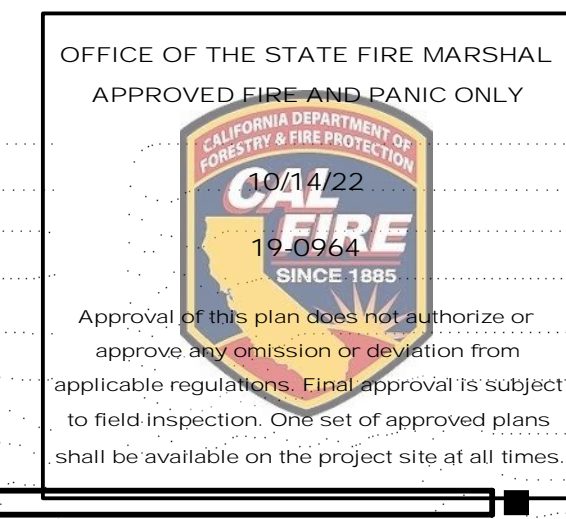 OFFICE OF THE STATE FIRE MARSHAL
APPROVED FIRE AND PANIC ONLY
CALIFORNIA DEPARTMENT OF
FORESTRY & FIRE PROTECTION
CAL
10/14/22
FIRE
19-0964
SINCE 1885
Approval of this plan does not authorize or
approve any omission or deviation from
applicable regulations. Final approval is subject
to field inspection. One set of approved plans
shall be available on the project site at all times.